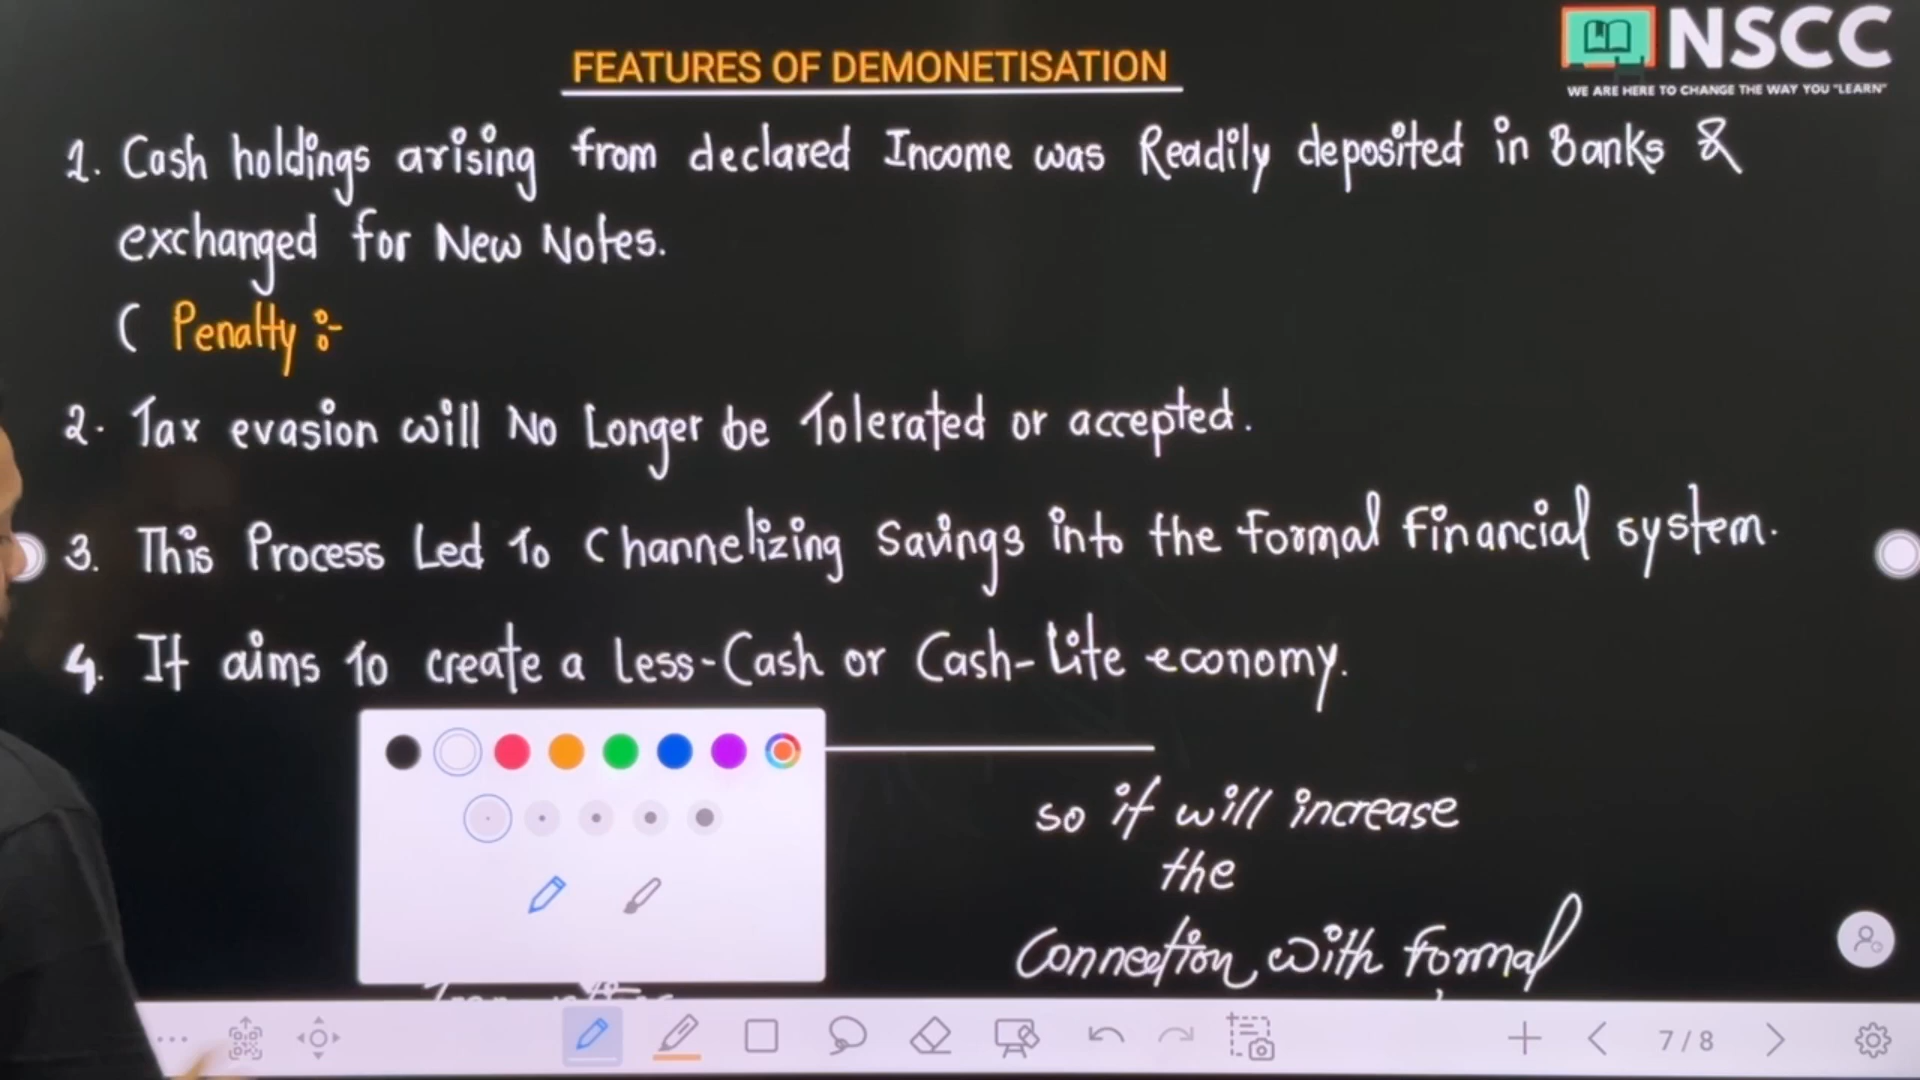 FEATURES OF DEMONETISATION
NSCC
WE ARE HERE TO CHANGE THE WAY YOU "LEARN"
1. Cash holdings arising from declared Income was Readily deposited in Banks &
exchanged for New Notes.
( Penalty :-
2. Tax evasion will No Longer be Tolerated or accepted.
3. This Process Led To Channelizing Savings into the formal financial system.
4. It aims to create a Less-Cash or Cash-Lite economy.
so it will increase
the
Connection with formal
7/8